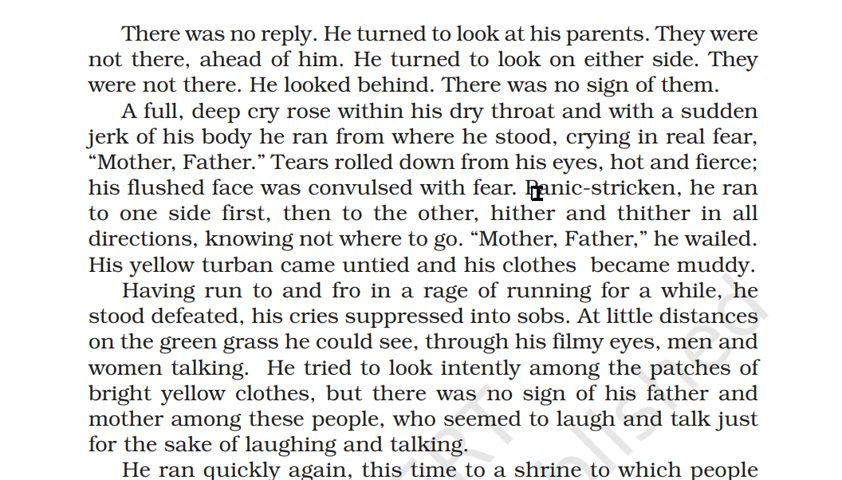 There was no reply. He turned to look at his parents. They were
not there, ahead of him. He turned to look on either side. They
were not there. He looked behind. There was no sign of them.
A full, deep cry rose within his dry throat and with a sudden
jerk of his body he ran from where he stood, crying in real fear,
“Mother, Father.” Tears rolled down from his eyes, hot and fierce;
his flushed face was convulsed with fear. Panic-stricken, he ran
to one side first, then to the other, hither and thither in all
directions, knowing not where to go. “Mother, Father,” he wailed.
His yellow turban came untied and his clothes became muddy.
Having run to and fro in a rage of running for a while, he
stood defeated, his cries suppressed into sobs. At little distances
on the green grass he could see, through his filmy eyes, men and
women talking. He tried to look intently among the patches of
bright yellow clothes, but there was no sign of his father and
mother among these people, who seemed to laugh and talk just
for the sake of laughing and talking.
He ran quickly again, this time to a shrine to which people